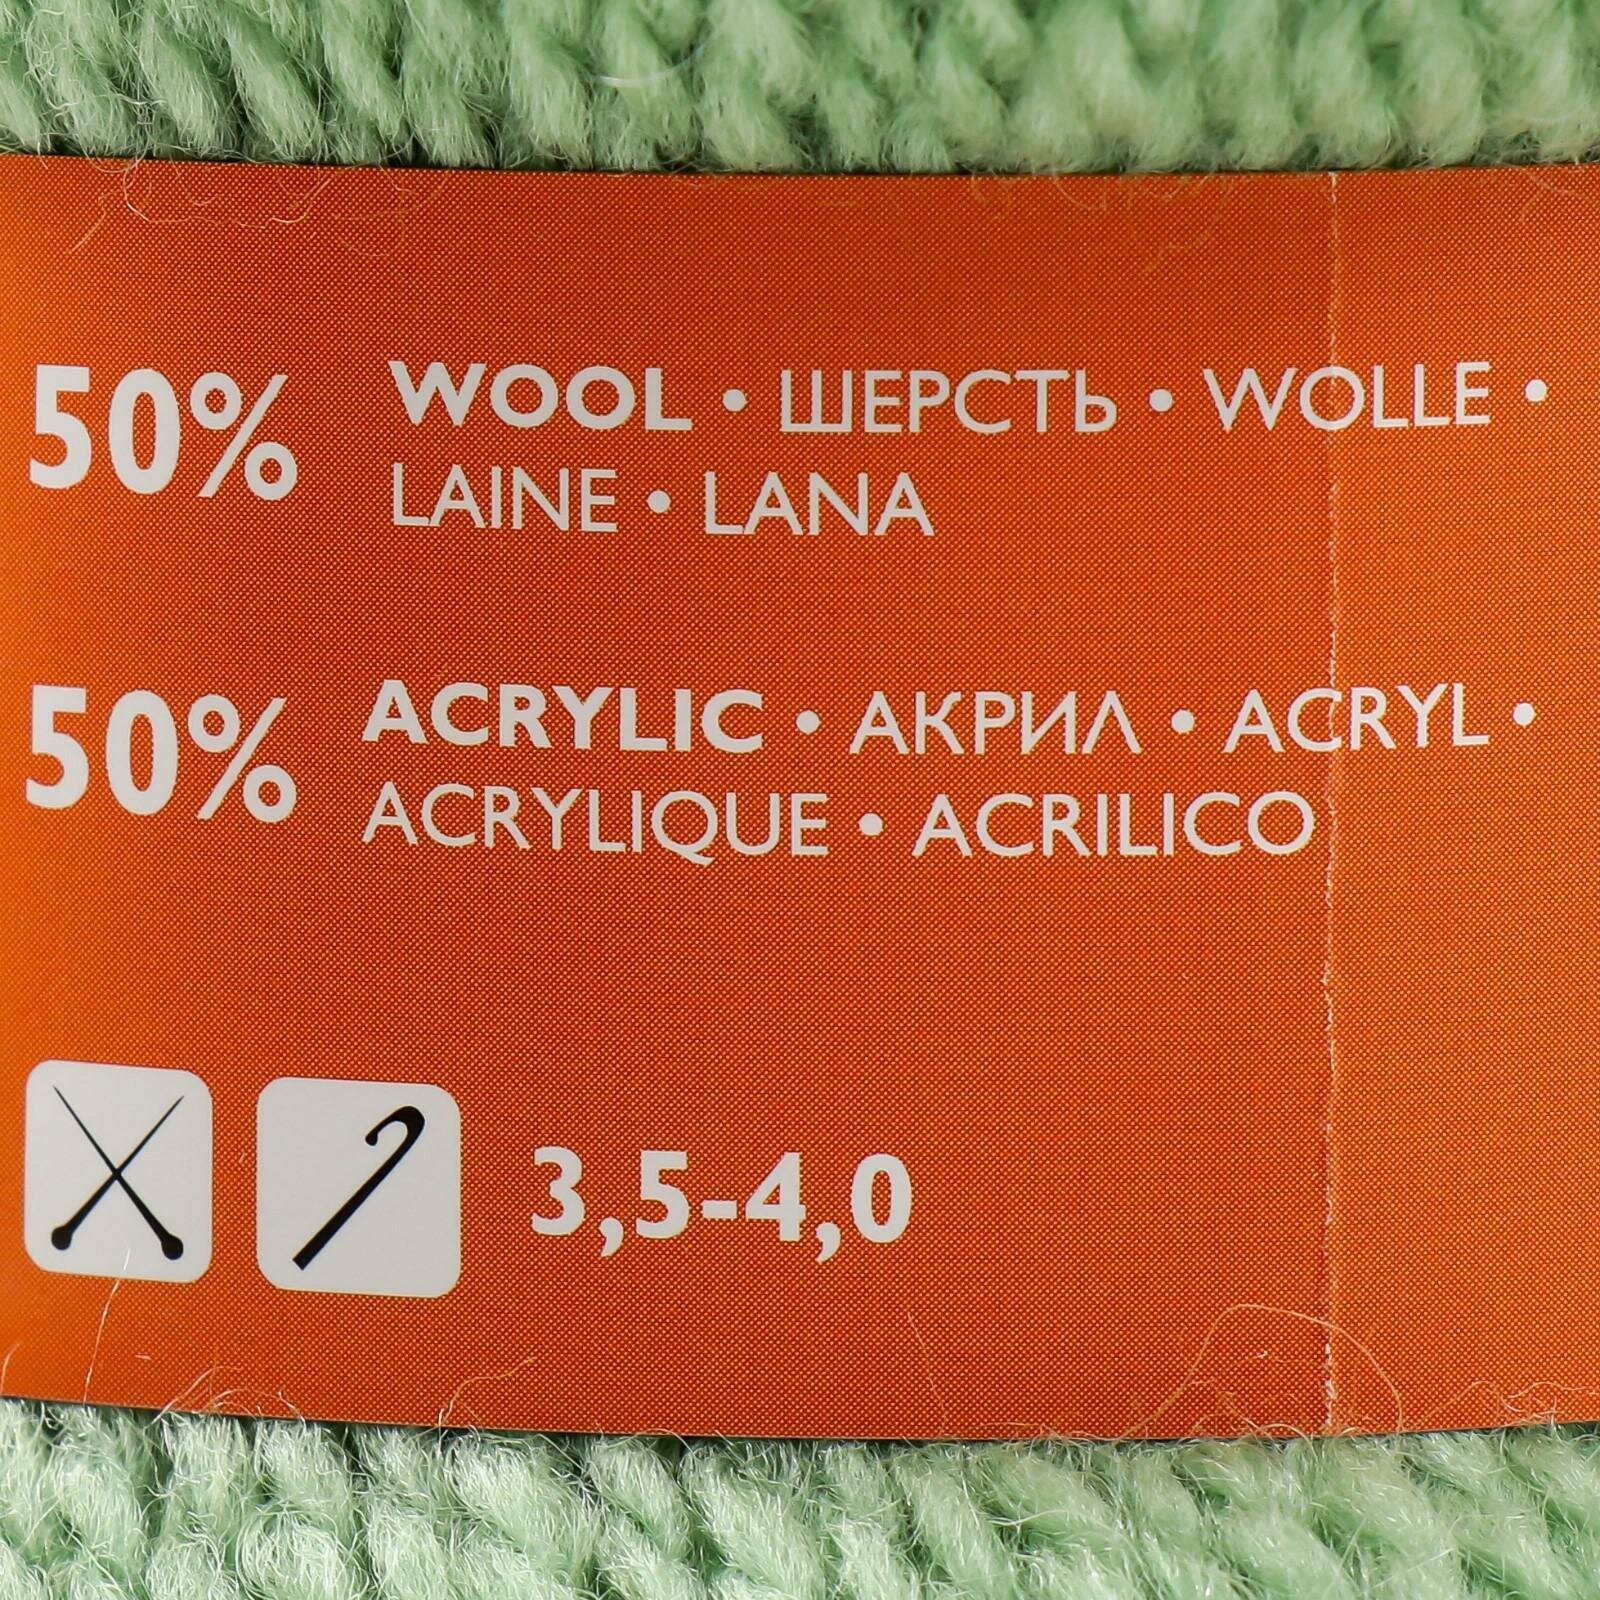 50% WOOL • ШЕРСТЬ • WOLLE •
LAINE • LANA
50% ACRYLIC • АКРИЛ • ACRYL •
ACRYLIQUE • ACRILICO
3,5-4,0